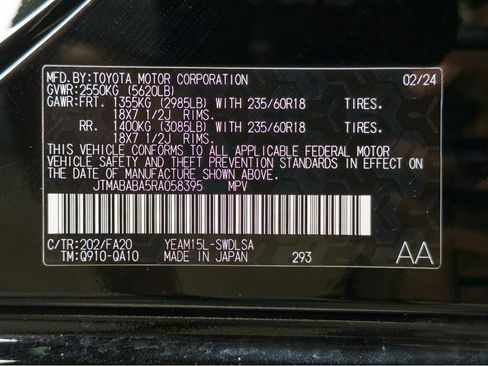 MFD.BY:TOYOTA MOTOR CORPORATION 02/24
GVWR:2550KG (5620LB)
GAWR:FRT. 1355KG (2985LB) WITH 235/60R18 TIRES.
18X7 1/2J RIMS.
RR. 1400KG (3085LB) WITH 235/60R18 TIRES.
18X7 1/2J RIMS.
THIS VEHICLE CONFORMS TO ALL APPLICABLE FEDERAL MOTOR
VEHICLE SAFETY AND THEFT PREVENTION STANDARDS IN EFFECT ON
THE DATE OF MANUFACTURE SHOWN ABOVE.
JTMABABA5RA058395 MPV
C/TR:202/FA20 YEAM15L-SWDLSA
TM:Q910-QA10 MADE IN JAPAN 293 AA